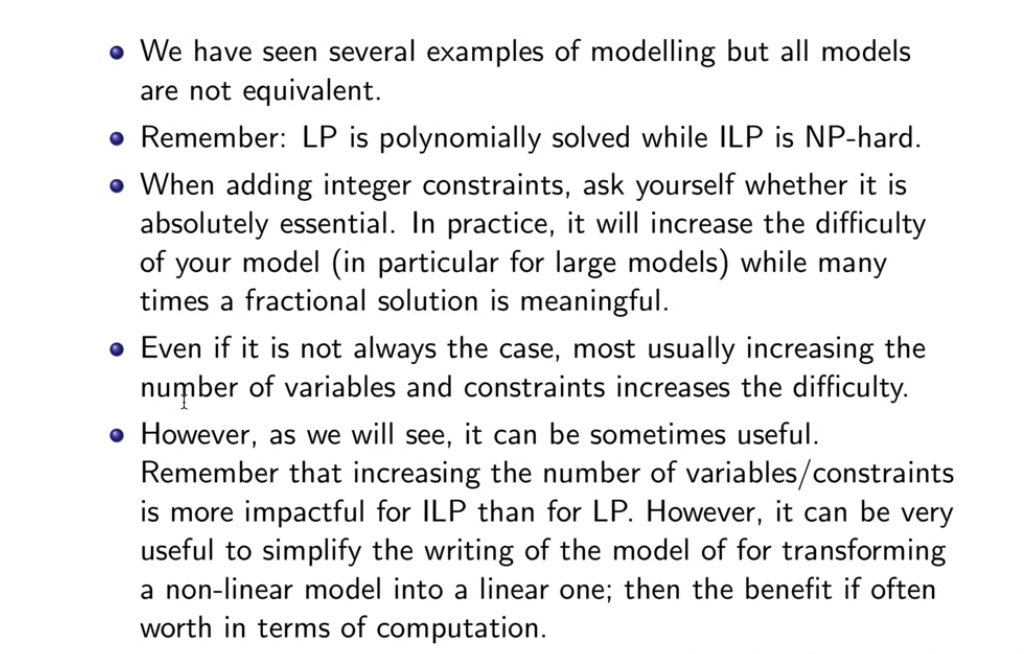 We have seen several examples of modelling but all models
are not equivalent.
Remember: LP is polynomially solved while ILP is NP-hard.
When adding integer constraints, ask yourself whether it is
absolutely essential. In practice, it will increase the difficulty
of your model (in particular for large models) while many
times a fractional solution is meaningful.
Even if it is not always the case, most usually increasing the
number of variables and constraints increases the difficulty.
However, as we will see, it can be sometimes useful.
Remember that increasing the number of variables/constraints
is more impactful for ILP than for LP. However, it can be very
useful to simplify the writing of the model of for transforming
a non-linear model into a linear one; then the benefit if often
worth in terms of computation.